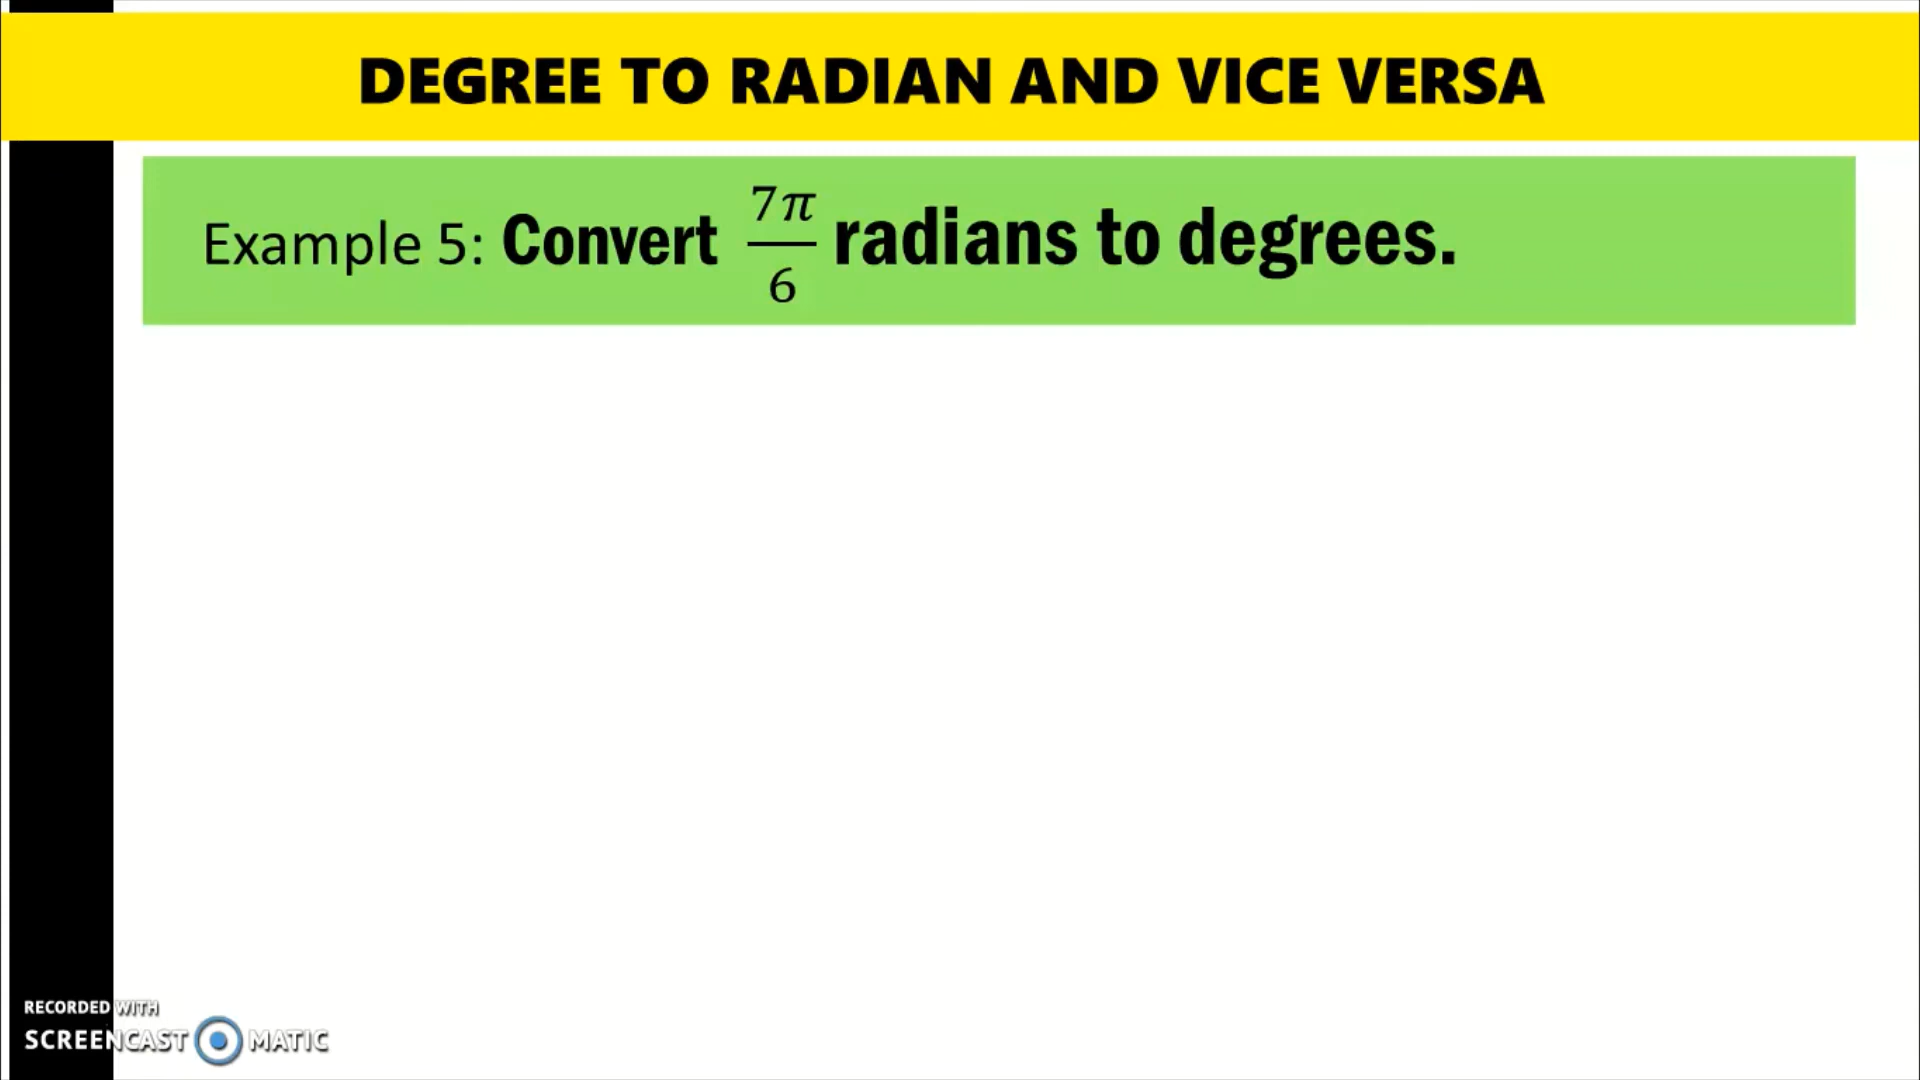 DEGREE TO RADIAN AND VICE VERSA
Example 5: Convert 7π/6 radians to degrees.
RECORDED WITH
SCREENCAST MATIC